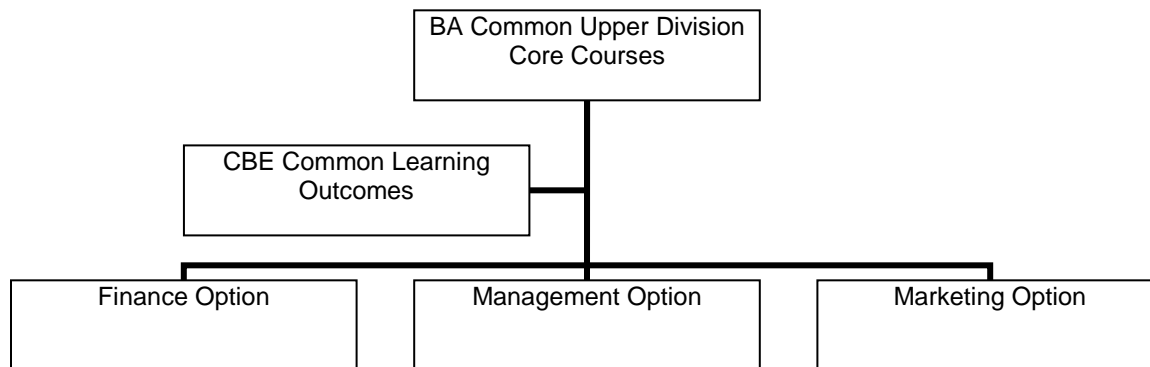 BA Common Upper Division
Core Courses
CBE Common Learning
Outcomes
Finance Option
Management Option
Marketing Option